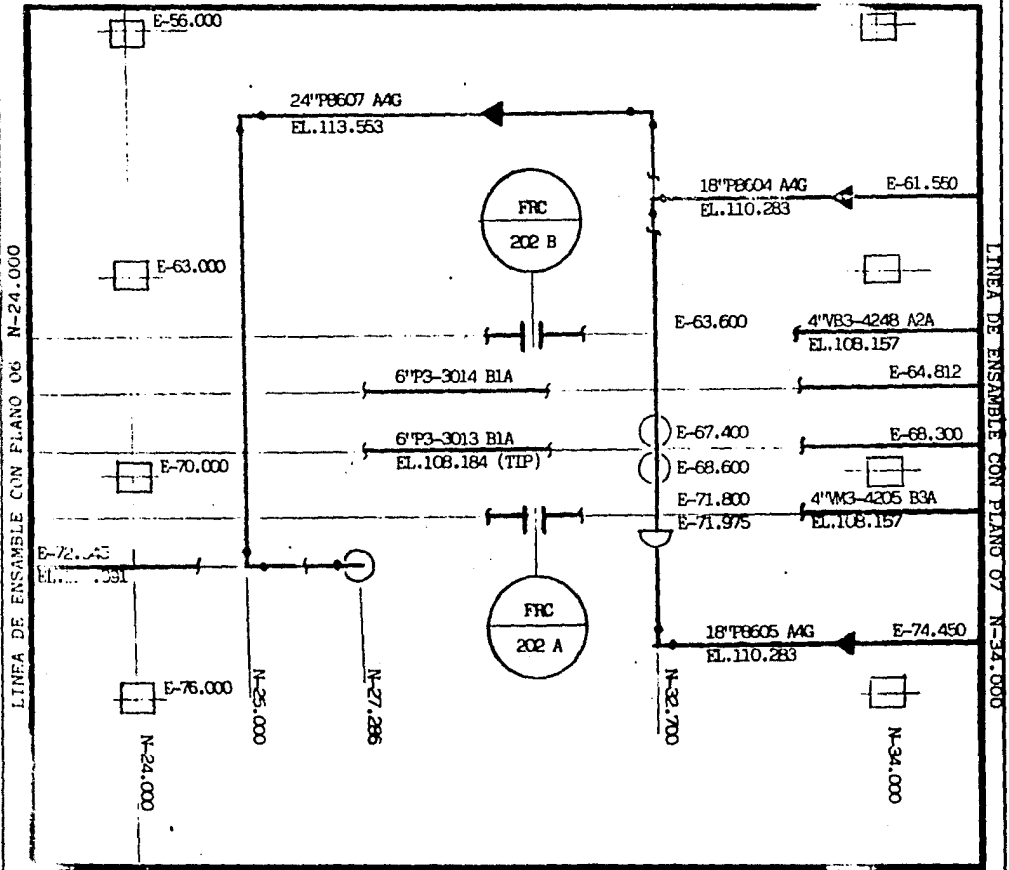 E-56.000
24"P8607 A4G
EL.113.553
18"P8604 A4G
E-61.550
EL.110.283
FRC
202 B
E-63.000
E-63.600
4"VB3-4248 A2A
EL.108.157
6"P3-3014 B1A
E-64.812
6"P3-3013 B1A
EL.108.184 (TIP)
E-67.400
E-68.300
E-70.000
E-68.600
E-71.800
E-71.975
4"VM3-4205 B3A
EL.108.157
FRC
202 A
18"P8605 A4G
E-74.450
EL.110.283
E-76.000
N-24.000
N-25.000
N-27.286
N-32.700
N-34.000
LINEA DE ENSAMBLE CON PLANO 06 N-24.000
LINEA DE ENSAMBLE CON PLANO 07 N-34.000